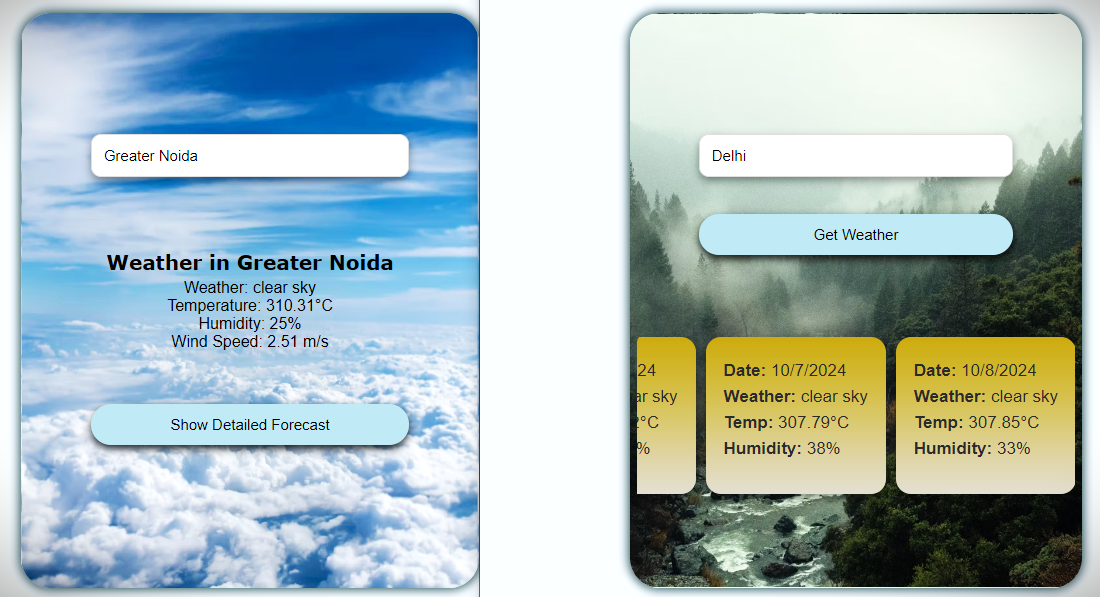 Greater Noida
Weather in Greater Noida
Weather: clear sky
Temperature: 310.31°C
Humidity: 25%
Wind Speed: 2.51 m/s
Show Detailed Forecast
Delhi
Get Weather
24
sky
°C
%
Date: 10/7/2024
Weather: clear sky
Temp: 307.79°C
Humidity: 38%
Date: 10/8/2024
Weather: clear sky
Temp: 307.85°C
Humidity: 33%